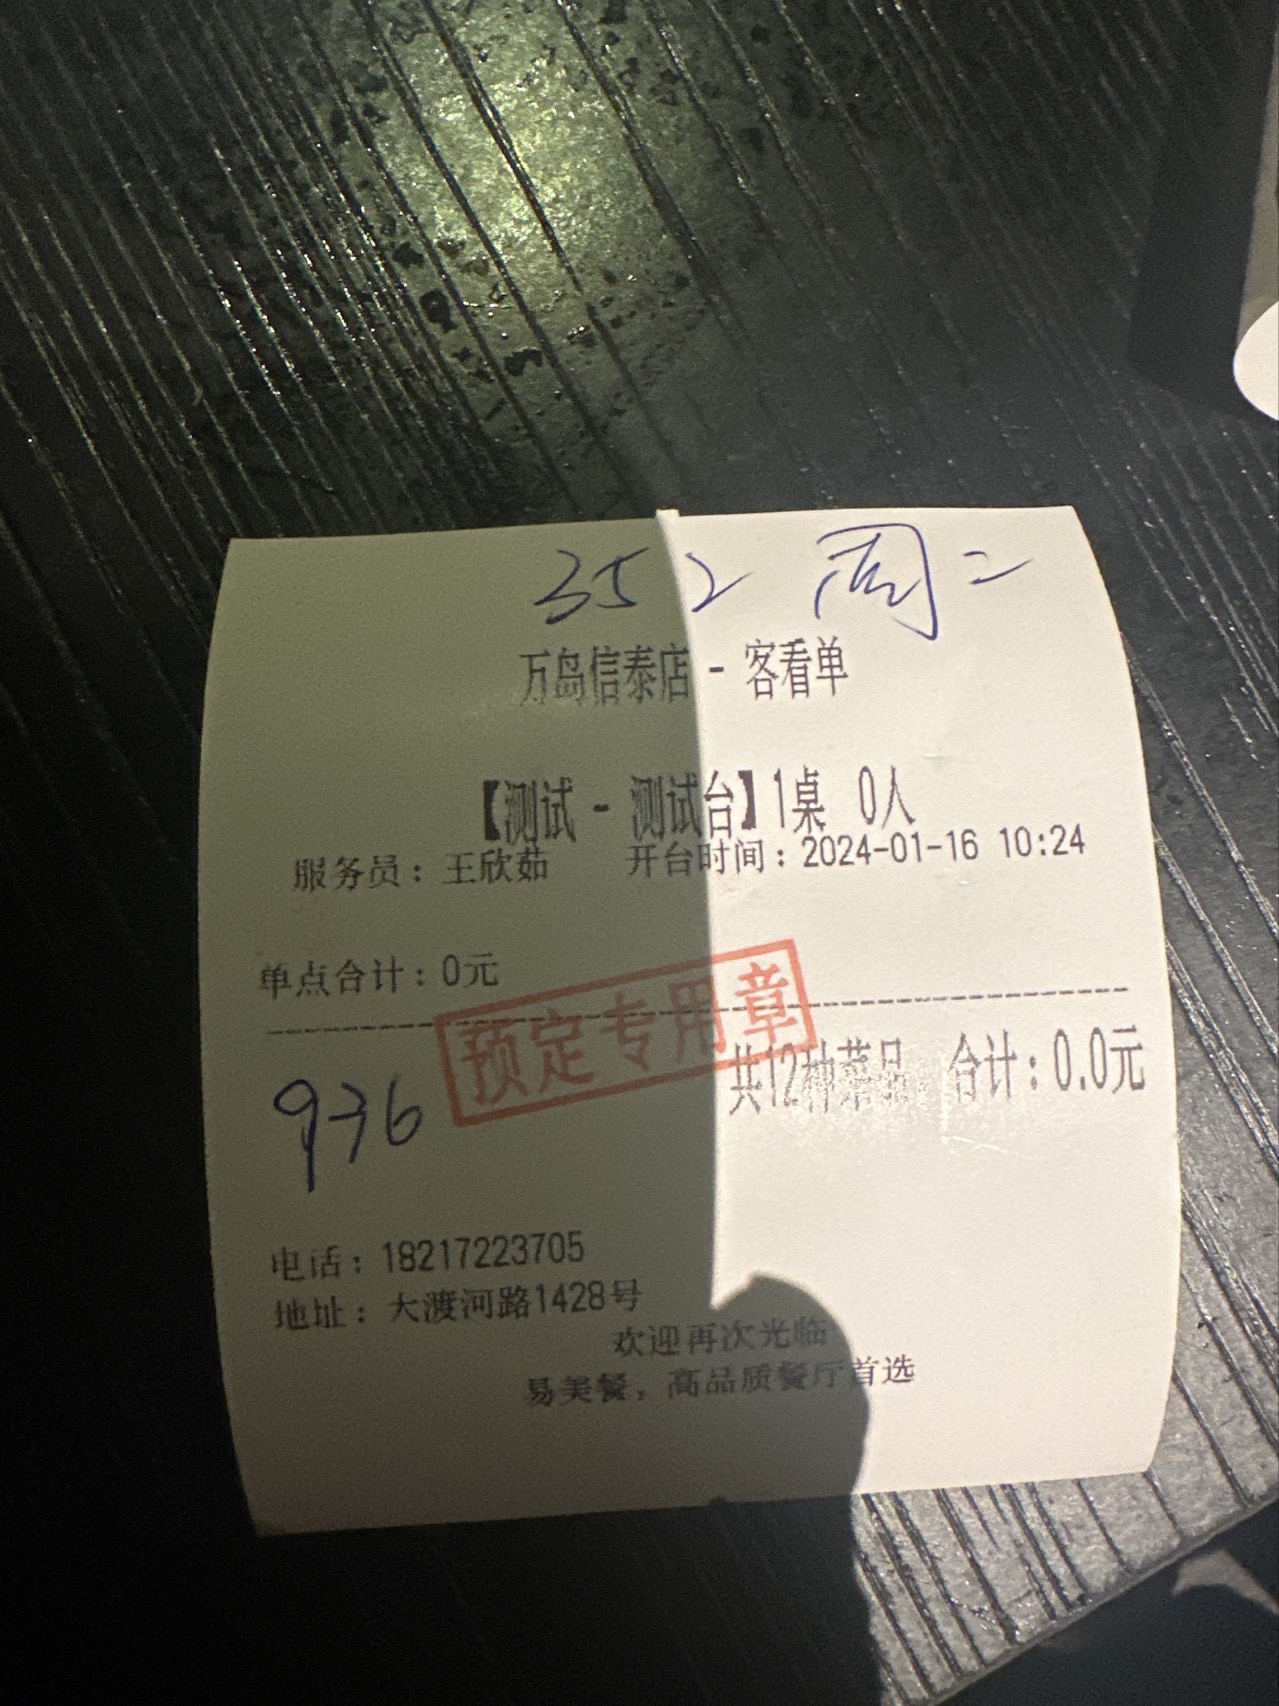 352 周二
万岛信泰店 - 客看单
【测试 - 测试台】1桌 0人
服务员：王欣茹 开台时间：2024-01-16 10:24
单点合计：0元
预定专用章
共12种菜品，合计：0.0元
936
电话：18217223705
地址：大渡河路1428号
欢迎再次光临
易美餐，高品质餐厅首选